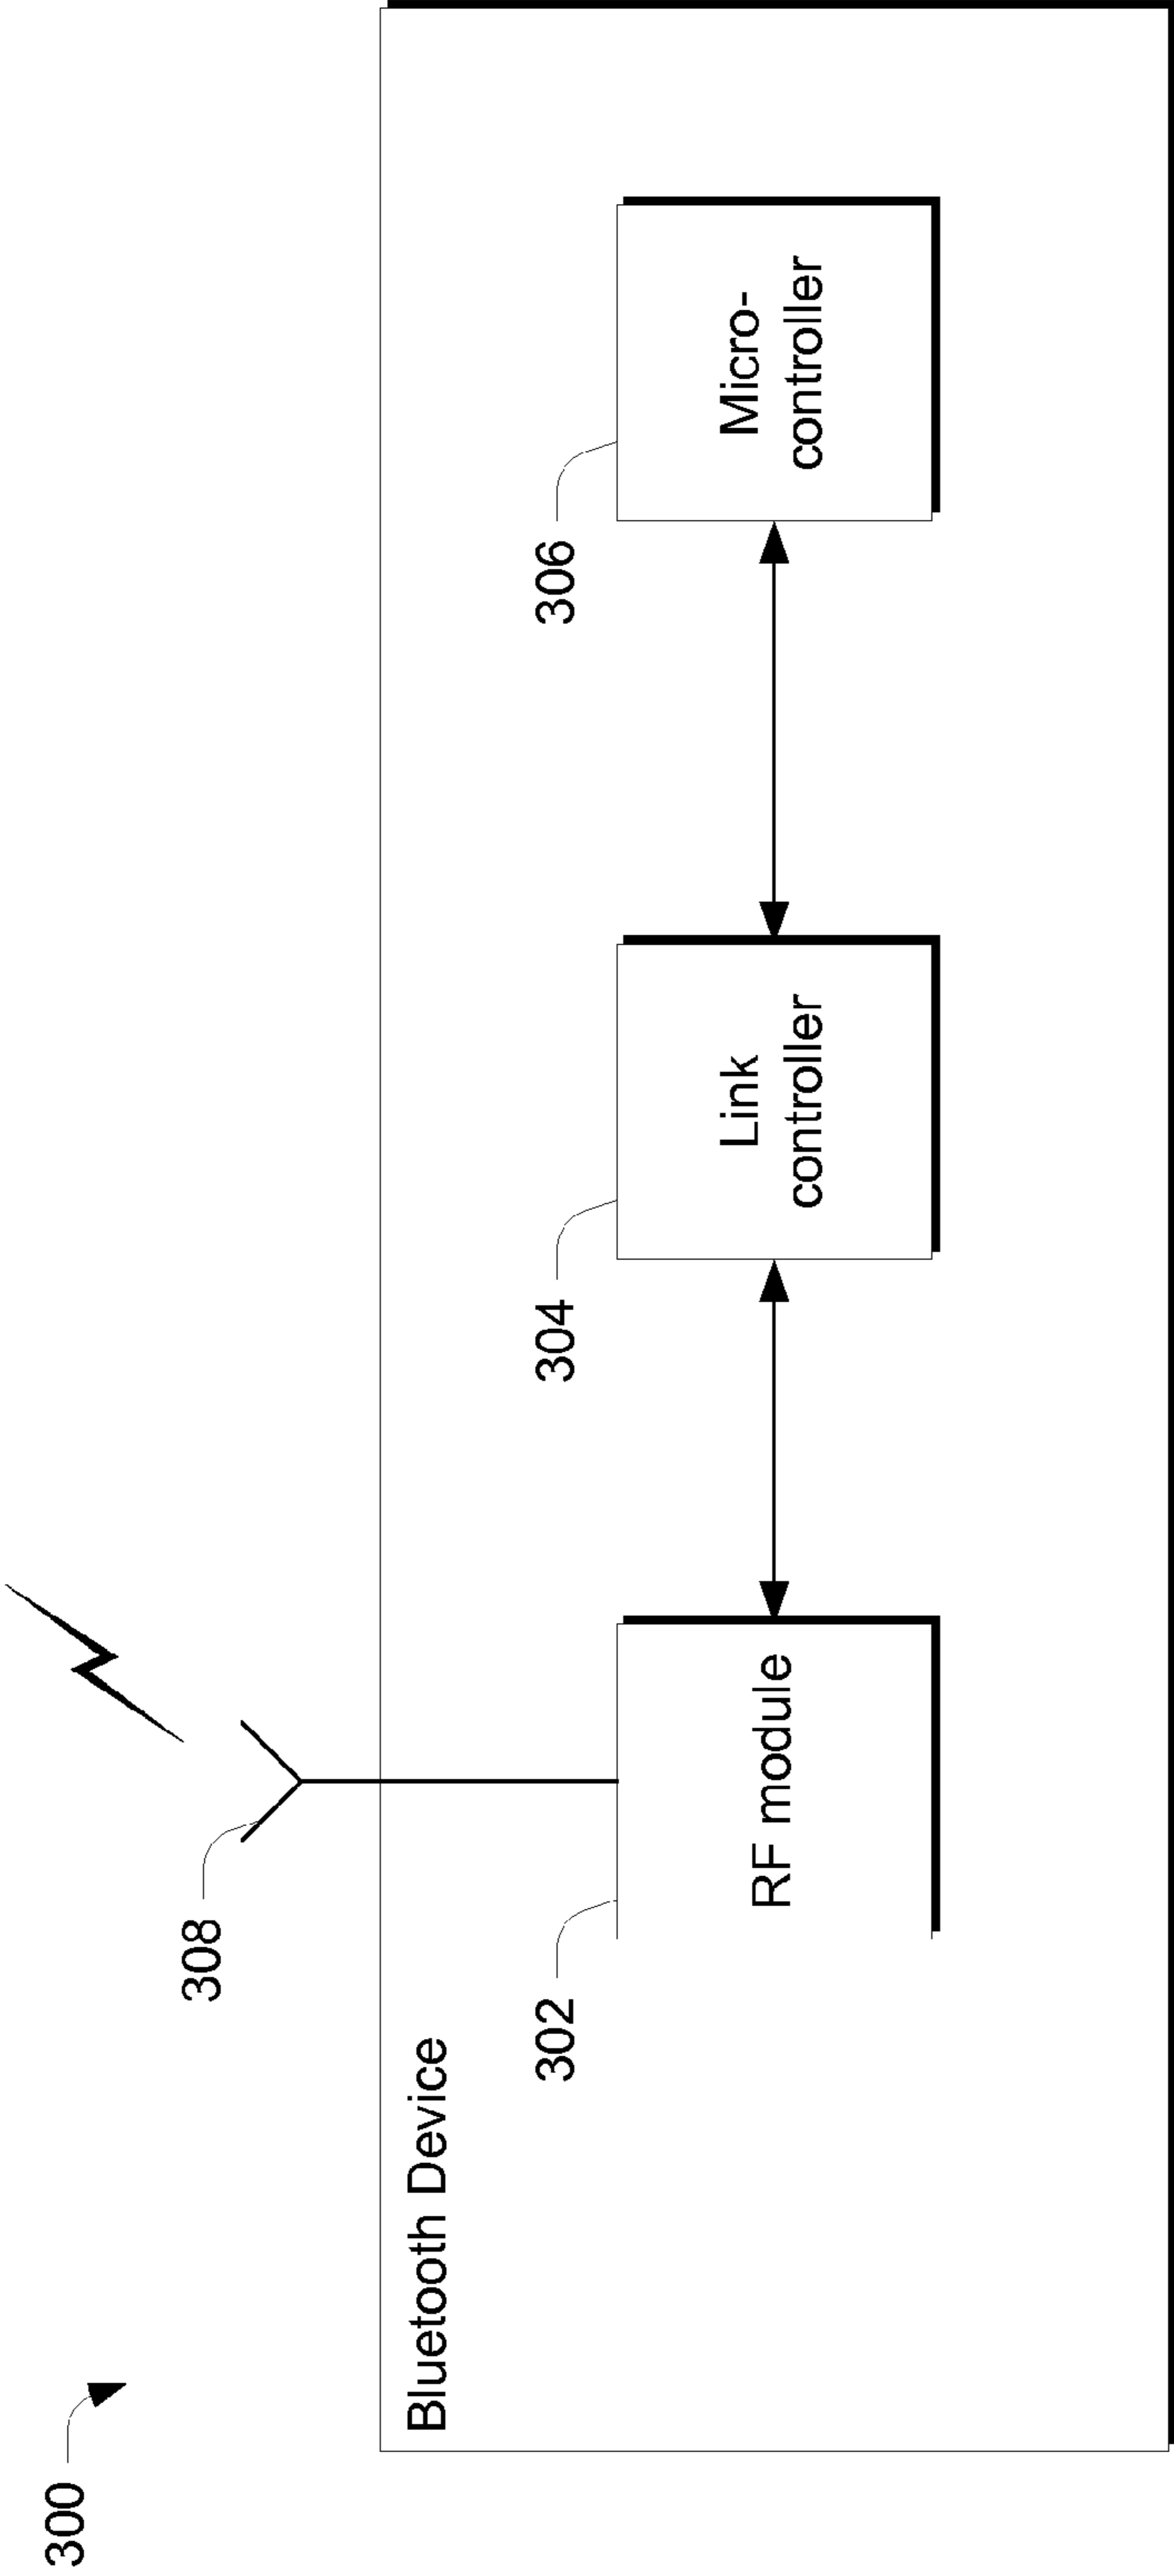 300
308
Bluetooth Device
302
304
306
RF module
Link
controller
Micro-
controller